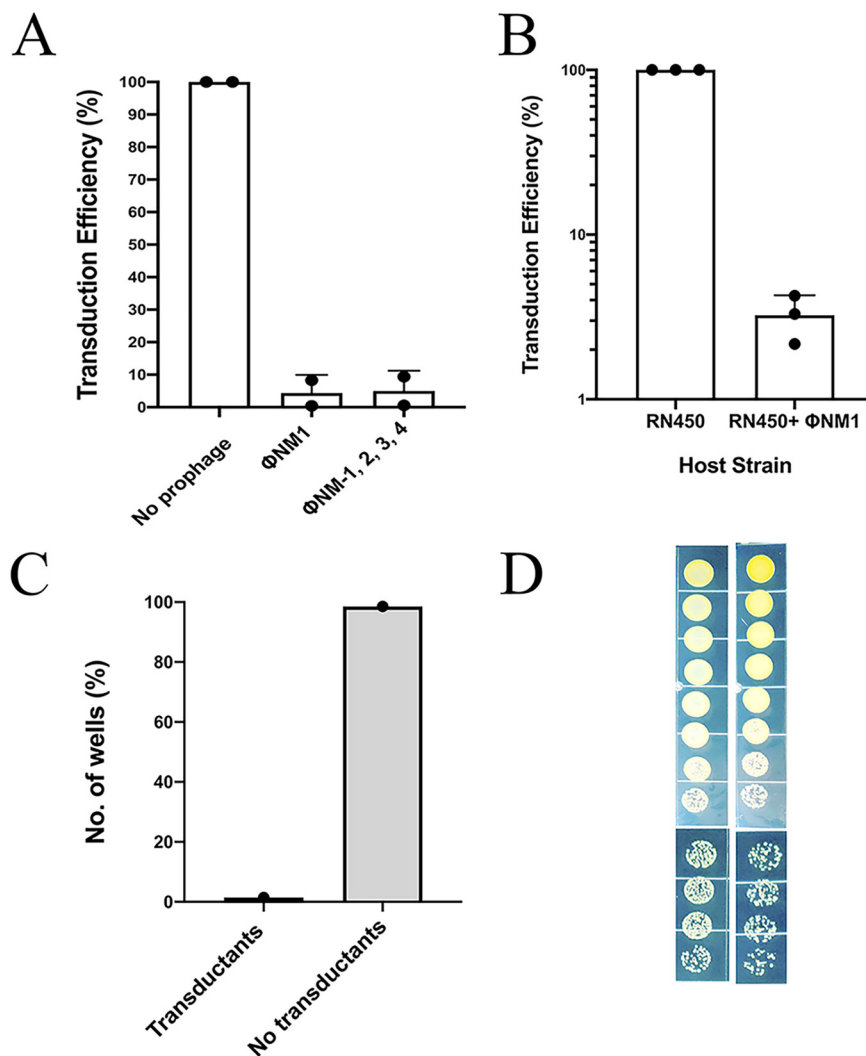 A
Transduction Efficiency (%)
100
90
80
70
60
50
40
30
20
10
0
No prophage
ΦNM1
ΦNM-1, 2, 3, 4
B
Transduction Efficiency (%)
100
10
1
RN450
RN450+ ΦNM1
Host Strain
C
No. of wells (%)
100
80
60
40
20
0
Transductants
No transductants
D